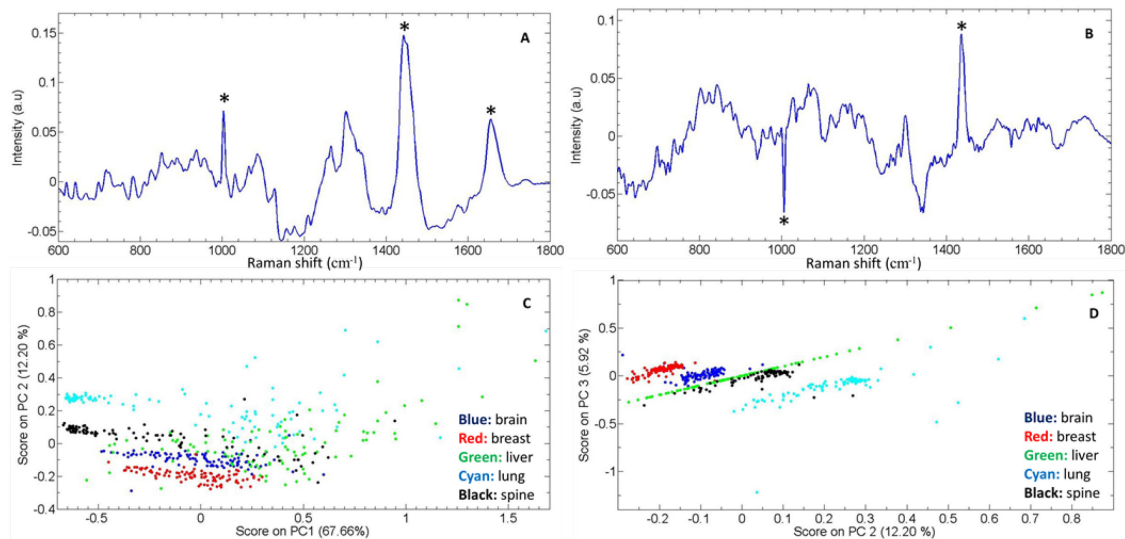 A
0.15
0.1
0.05
0
-0.05
Intensity (a.u)
*
*
*
600
800
1000
1200
1400
1600
1800
Raman shift (cm-1)
B
0.1
0.05
0
-0.05
Intensity (a.u)
*
*
600
800
1000
1200
1400
1600
1800
Raman shift (cm-1)
C
1
0.8
0.6
0.4
0.2
0
-0.2
-0.4
Score on PC 2 (12.20 %)
Blue: brain
Red: breast
Green: liver
Cyan: lung
Black: spine
-0.5
0
0.5
1
1.5
Score on PC1 (67.66%)
D
1
0.5
0
-0.5
-1
Score on PC 3 (5.92 %)
Blue: brain
Red: breast
Green: liver
Cyan: lung
Black: spine
-0.2
-0.1
0
0.1
0.2
0.3
0.4
0.5
0.6
0.7
0.8
0.9
Score on PC 2 (12.20 %)